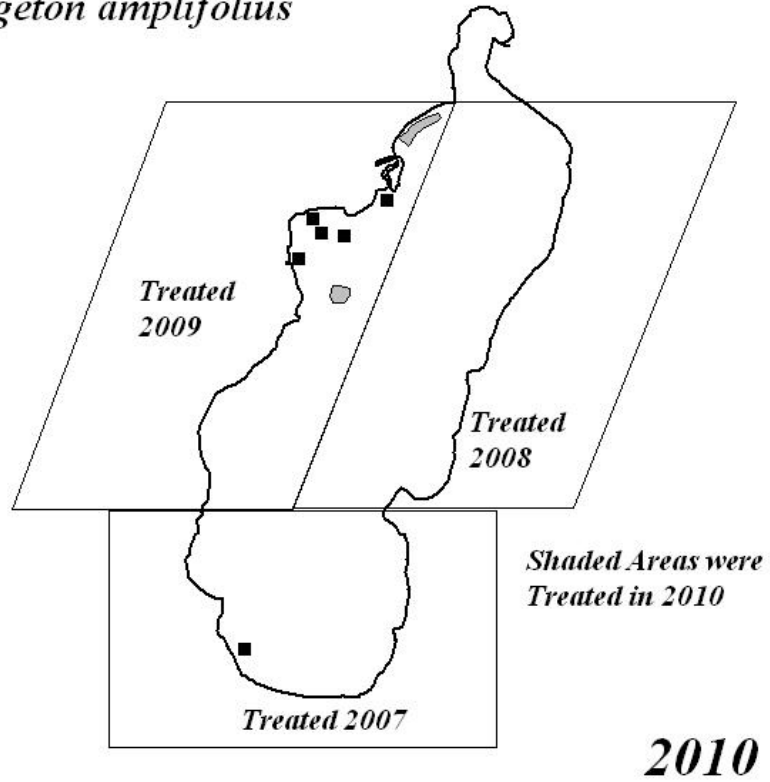 geton amplifolius
Treated
2009
Treated
2008
Shaded Areas were
Treated in 2010
Treated 2007
2010